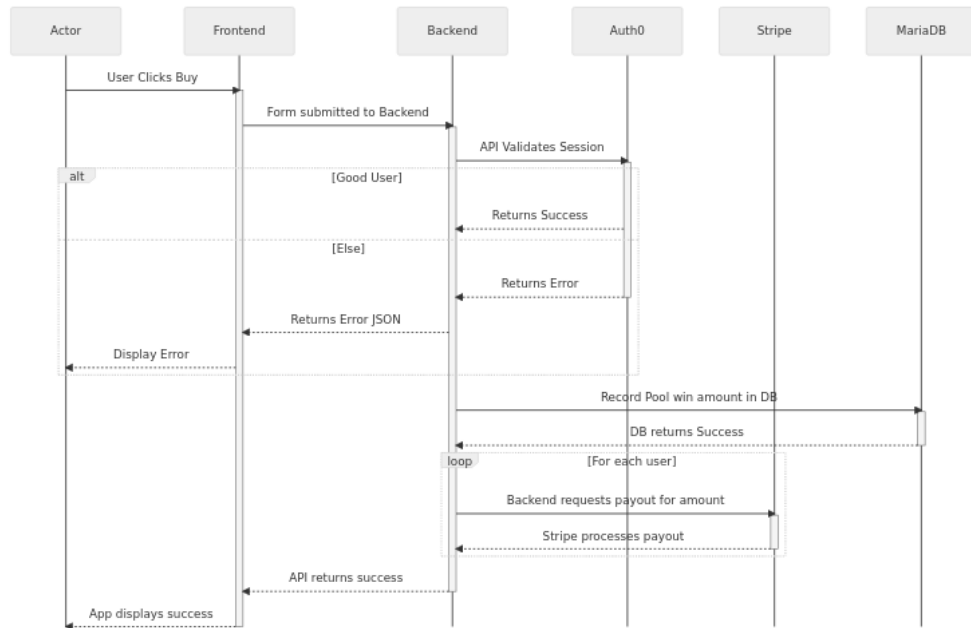 Actor
Frontend
Backend
Auth0
Stripe
MariaDB
User Clicks Buy
Form submitted to Backend
API Validates Session
alt
[Good User]
Returns Success
[Else]
Returns Error
Returns Error JSON
Display Error
Record Pool win amount in DB
DB returns Success
loop
[For each user]
Backend requests payout for amount
Stripe processes payout
API returns success
App displays success